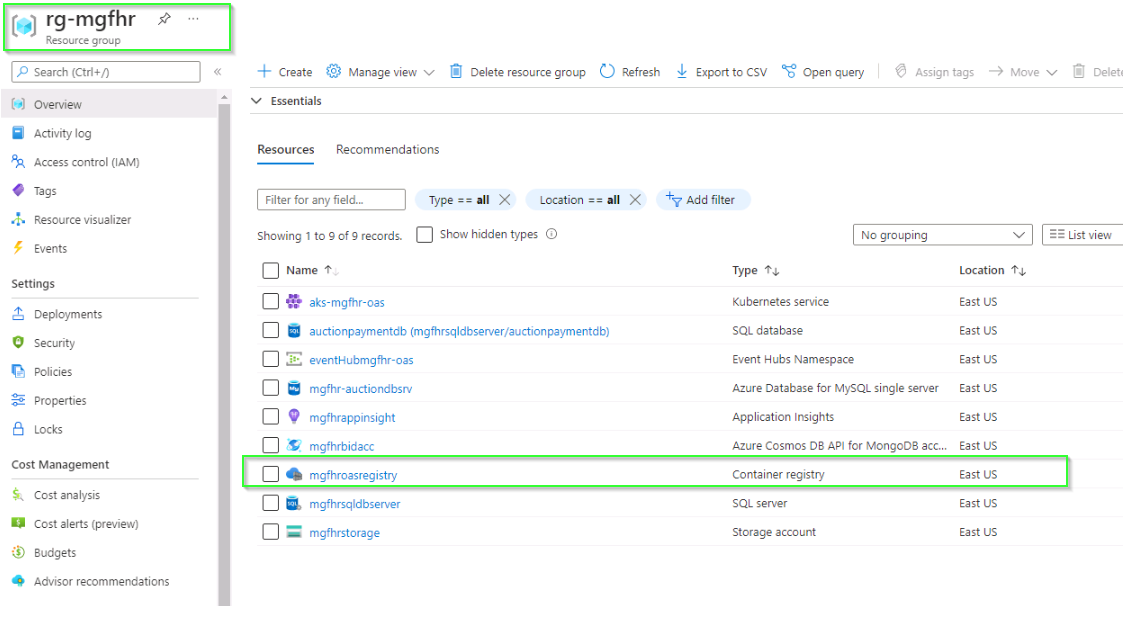 rg-mgfhr ...
Resource group
Search (Ctrl+/) «
Overview
Activity log
Access control (IAM)
Tags
Resource visualizer
Events
Settings
Deployments
Security
Policies
Properties
Locks
Cost Management
Cost analysis
Cost alerts (preview)
Budgets
Advisor recommendations
Create Manage view Delete resource group Refresh Export to CSV Open query Assign tags Move Delete
Essentials
Resources Recommendations
Filter for any field... Type == all Location == all Add filter
Showing 1 to 9 of 9 records. Show hidden types No grouping List view
Name Type Location
aks-mgfhr-oas Kubernetes service East US
auctionpaymentdb (mgfhrsqldbserver/auctionpaymentdb) SQL database East US
eventHubmgfhr-oas Event Hubs Namespace East US
mgfhr-auctiondbsrv Azure Database for MySQL single server East US
mgfhrappinsight Application Insights East US
mgfhrbidacc Azure Cosmos DB API for MongoDB acc... East US
mgfhroasregistry Container registry East US
mgfhrsqldbserver SQL server East US
mgfhrstorage Storage account East US